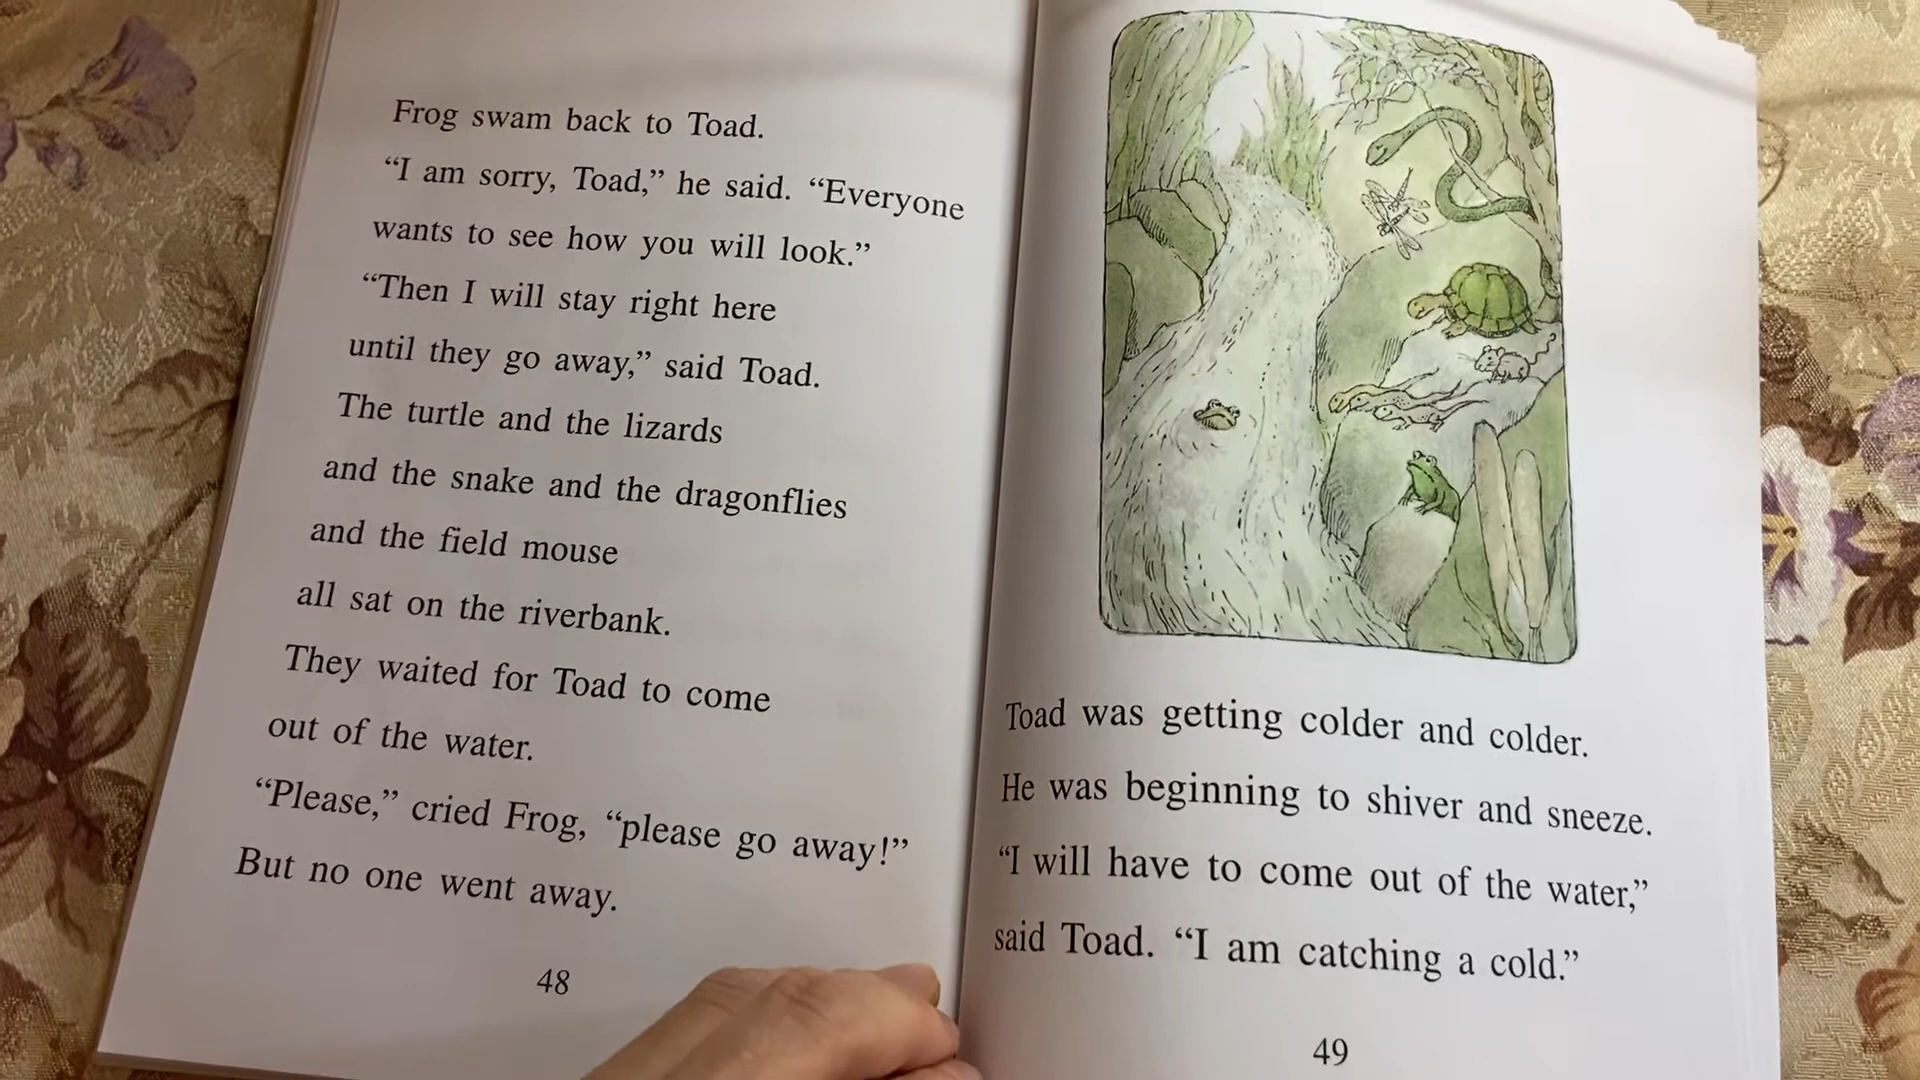 Frog swam back to Toad.
“I am sorry, Toad,” he said. “Everyone
wants to see how you will look.”
“Then I will stay right here
until they go away,” said Toad.
The turtle and the lizards
and the snake and the dragonflies
and the field mouse
all sat on the riverbank.
They waited for Toad to come
out of the water.
“Please,” cried Frog, “please go away!”
But no one went away.
48
Toad was getting colder and colder.
He was beginning to shiver and sneeze.
“I will have to come out of the water,”
said Toad. “I am catching a cold.”
49